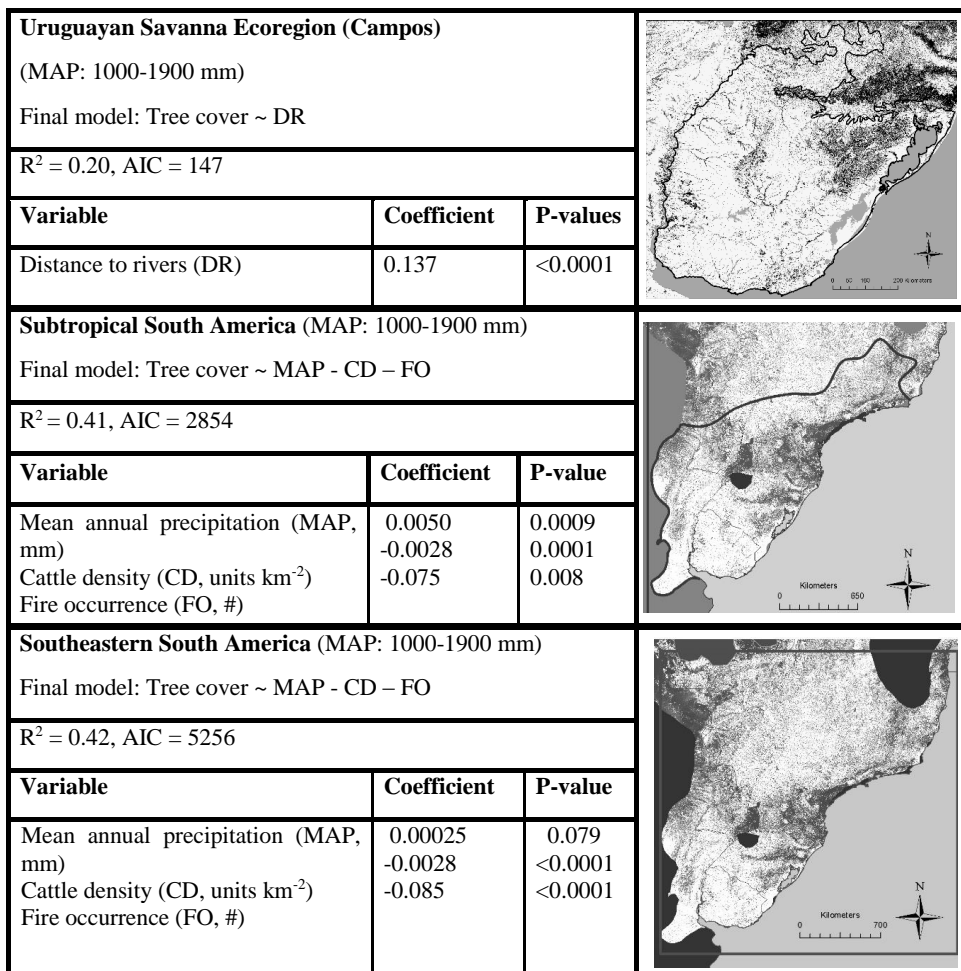 Uruguayan Savanna Ecoregion (Campos)
(MAP: 1000-1900 mm)
Final model: Tree cover ~ DR
R² = 0.20, AIC = 147
Variable Coefficient P-values
Distance to rivers (DR) 0.137 <0.0001
N
Subtropical South America (MAP: 1000-1900 mm)
Final model: Tree cover ~ MAP - CD – FO
R² = 0.41, AIC = 2854
Variable Coefficient P-value
Mean annual precipitation (MAP, 0.0050 0.0009
mm) -0.0028 0.0001
Cattle density (CD, units km⁻²) -0.075 0.008
Fire occurrence (FO, #)
N
Kilometers
0 650
Southeastern South America (MAP: 1000-1900 mm)
Final model: Tree cover ~ MAP - CD – FO
R² = 0.42, AIC = 5256
Variable Coefficient P-value
Mean annual precipitation (MAP, 0.00025 0.079
mm) -0.0028 <0.0001
Cattle density (CD, units km⁻²) -0.085 <0.0001
Fire occurrence (FO, #)
N
Kilometers
0 700